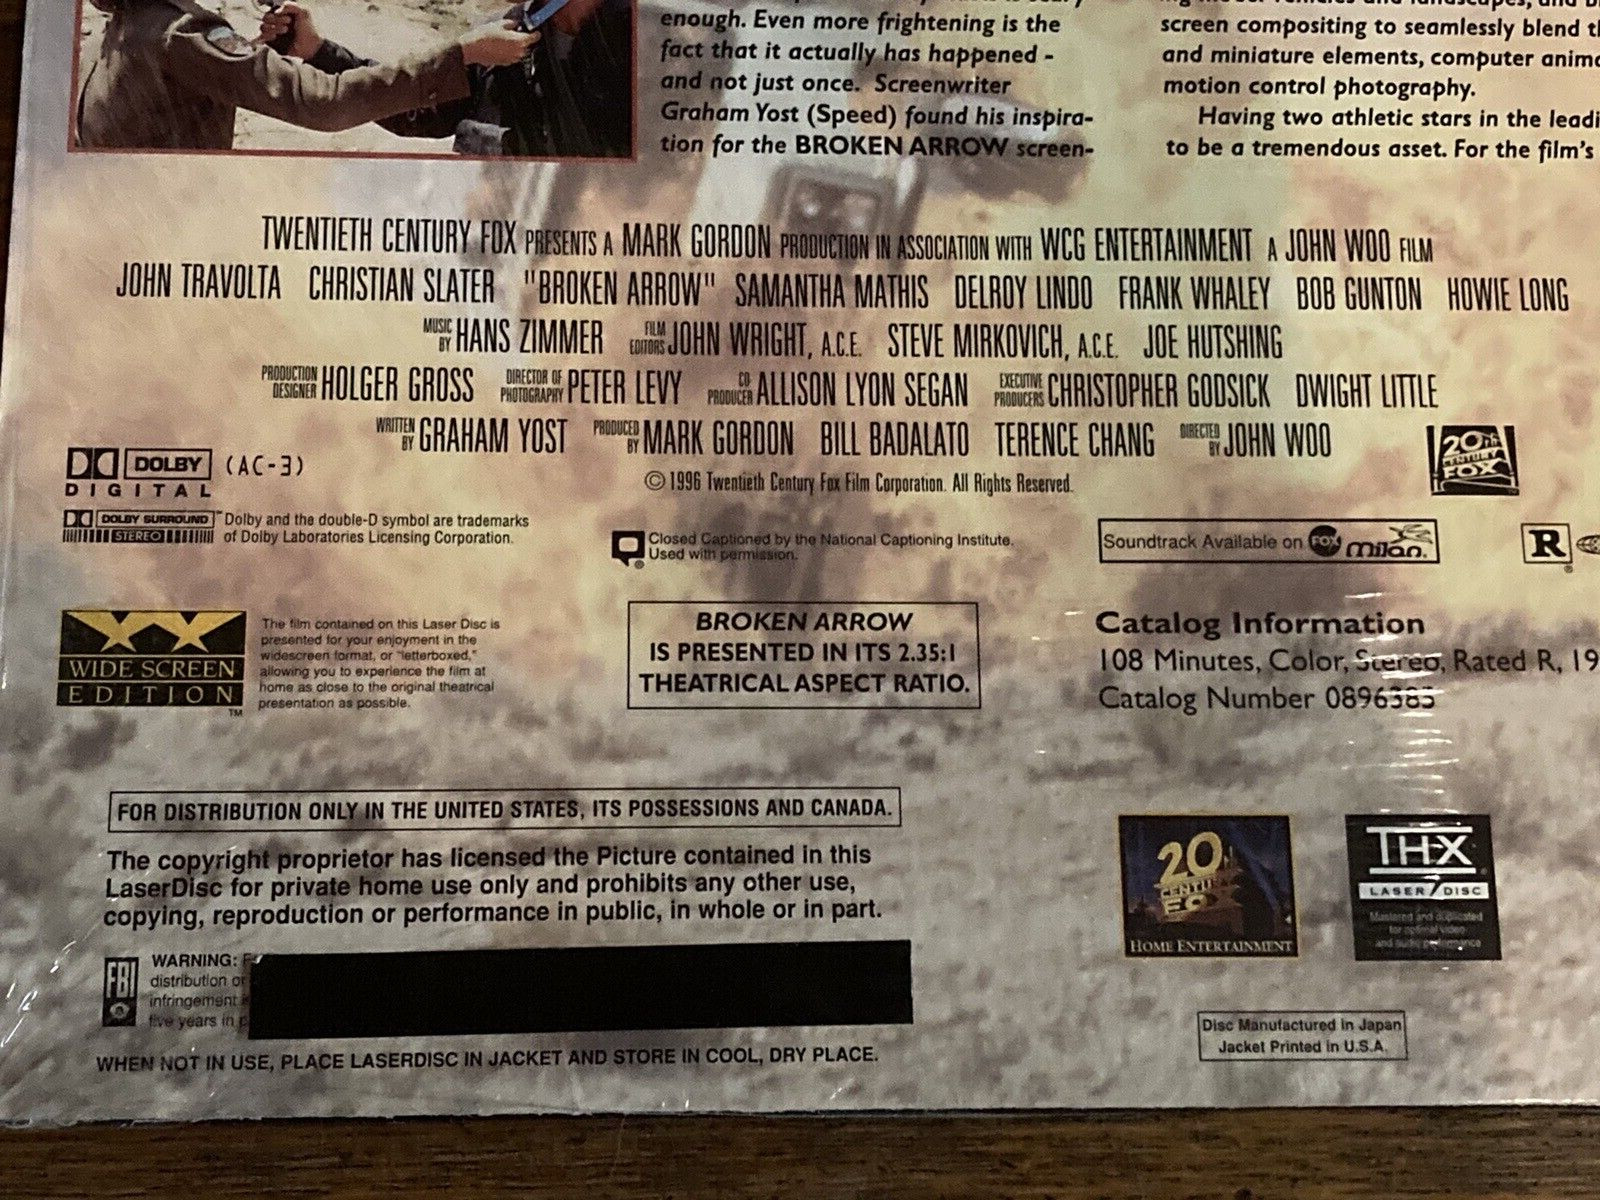 enough. Even more frightening is the
fact that it actually has happened -
and not just once. Screenwriter
Graham Yost (Speed) found his inspira-
tion for the BROKEN ARROW screen-
screen compositing to seamlessly blend
and miniature elements, computer
motion control photography.
Having two athletic stars in the
to be a tremendous asset. For the film's
TWENTIETH CENTURY FOX PRESENTS A MARK GORDON PRODUCTION IN ASSOCIATION WITH WCG ENTERTAINMENT A JOHN WOO FILM
JOHN TRAVOLTA CHRISTIAN SLATER "BROKEN ARROW" SAMANTHA MATHIS DELROY LINDO FRANK WHALEY BOB GUNTON HOWIE LONG
MUSIC BY HANS ZIMMER FILM EDITORS JOHN WRIGHT, A.C.E. STEVE MIRKOVICH, A.C.E. JOE HUTSHING
PRODUCTION DESIGNER HOLGER GROSS DIRECTOR OF PHOTOGRAPHY PETER LEVY CO PRODUCER ALLISON LYON SEGAN EXECUTIVE PRODUCERS CHRISTOPHER GODSICK DWIGHT LITTLE
WRITTEN BY GRAHAM YOST PRODUCED BY MARK GORDON BILL BADALATO TERENCE CHANG DIRECTED BY JOHN WOO
©1996 Twentieth Century Fox Film Corporation. All Rights Reserved.
20th
CENTURY
FOX
DOLBY (AC-3)
DIGITAL
DOLBY SURROUND
STEREO
™Dolby and the double-D symbol are trademarks
of Dolby Laboratories Licensing Corporation.
Closed Captioned by the National Captioning Institute.
Used with permission.
Soundtrack Available on FOX milan.
R
WIDE SCREEN
EDITION™
The film contained on this Laser Disc is
presented for your enjoyment in the
widescreen format, or "letterboxed,"
allowing you to experience the film at
home as close to the original theatrical
presentation as possible.
BROKEN ARROW
IS PRESENTED IN ITS 2.35:1
THEATRICAL ASPECT RATIO.
Catalog Information
108 Minutes, Color, Stereo, Rated R, 19
Catalog Number 0896385
FOR DISTRIBUTION ONLY IN THE UNITED STATES, ITS POSSESSIONS AND CANADA.
The copyright proprietor has licensed the Picture contained in this
LaserDisc for private home use only and prohibits any other use,
copying, reproduction or performance in public, in whole or in part.
FBI
WARNING:
distribution or
infringement
five years in
WHEN NOT IN USE, PLACE LASERDISC IN JACKET AND STORE IN COOL, DRY PLACE.
20
CENTURY
FOX
HOME ENTERTAINMENT
THX
LASER DISC
Mastered and duplicated
for optimal video
and audio performance
Disc Manufactured in Japan
Jacket Printed in U.S.A.